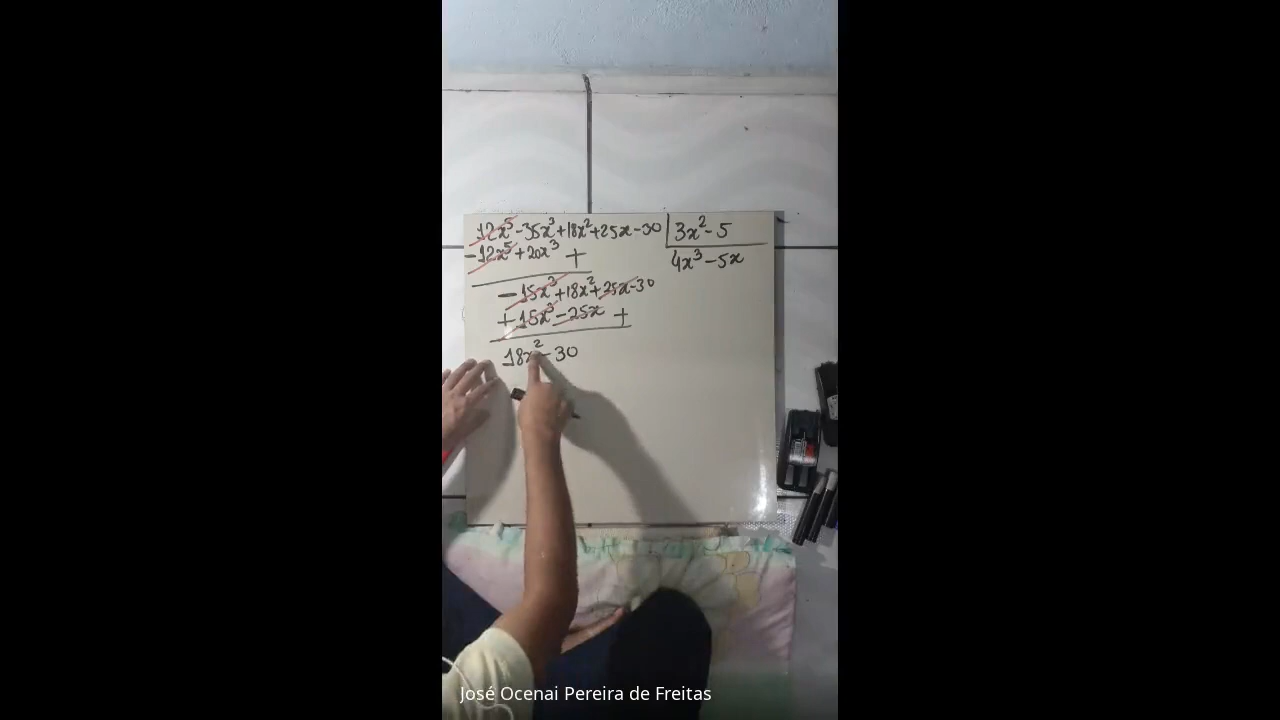 12x⁵-35x³+18x²+25x-30 3x²-5
-12x⁵+20x³ + 4x³-5x
-15x³+18x²+25x-30
+15x³-25x +
18x²-30
José Ocenai Pereira de Freitas